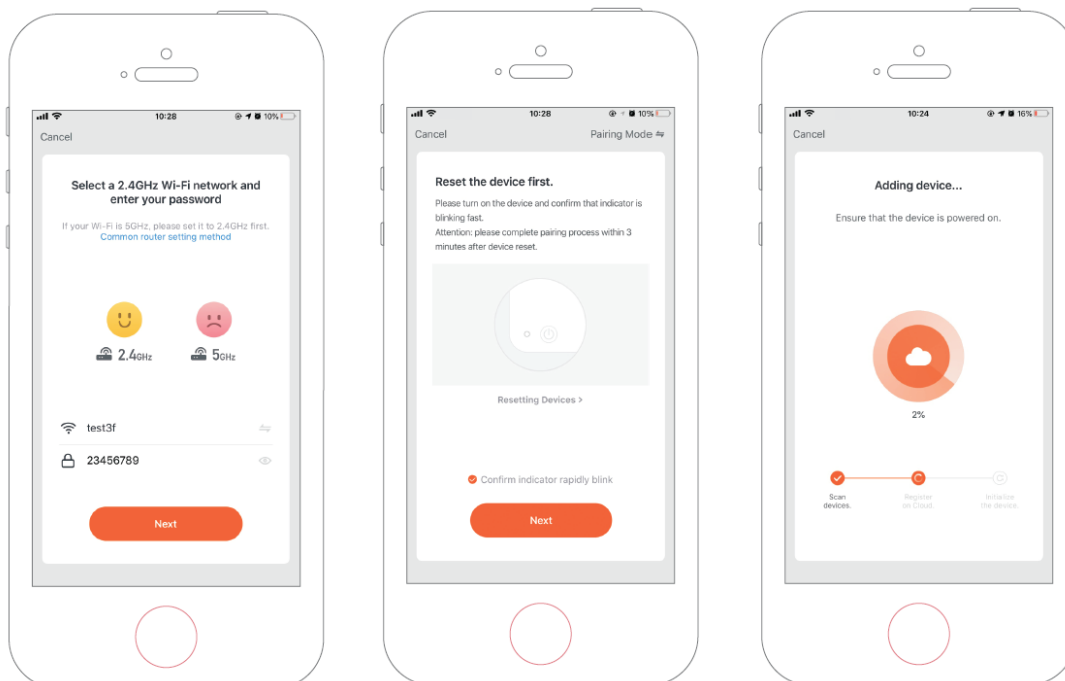 10:28
10%
Cancel
Select a 2.4GHz Wi-Fi network and
enter your password
If your Wi-Fi is 5GHz, please set it to 2.4GHz first.
Common router setting method
2.4GHz
5GHz
test3f
23456789
Next
10:28
10%
Cancel
Pairing Mode
Reset the device first.
Please turn on the device and confirm that indicator is
blinking fast.
Attention: please complete pairing process within 3
minutes after device reset.
Resetting Devices >
Confirm indicator rapidly blink
Next
10:24
16%
Cancel
Adding device...
Ensure that the device is powered on.
2%
Scan
devices.
Register
on Cloud.
Initialize
the device.